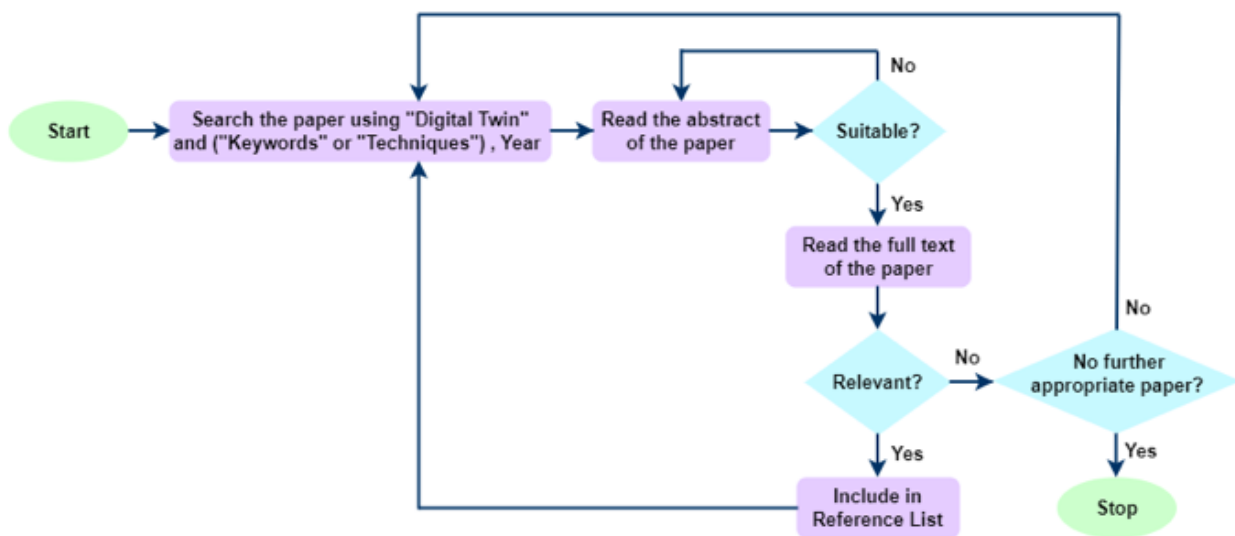 Start
Search the paper using "Digital Twin"
and ("Keywords" or "Techniques") , Year
Read the abstract
of the paper
No
Suitable?
Yes
Read the full text
of the paper
Relevant?
No
No
No further
appropriate paper?
Yes
Include in
Reference List
Yes
Stop